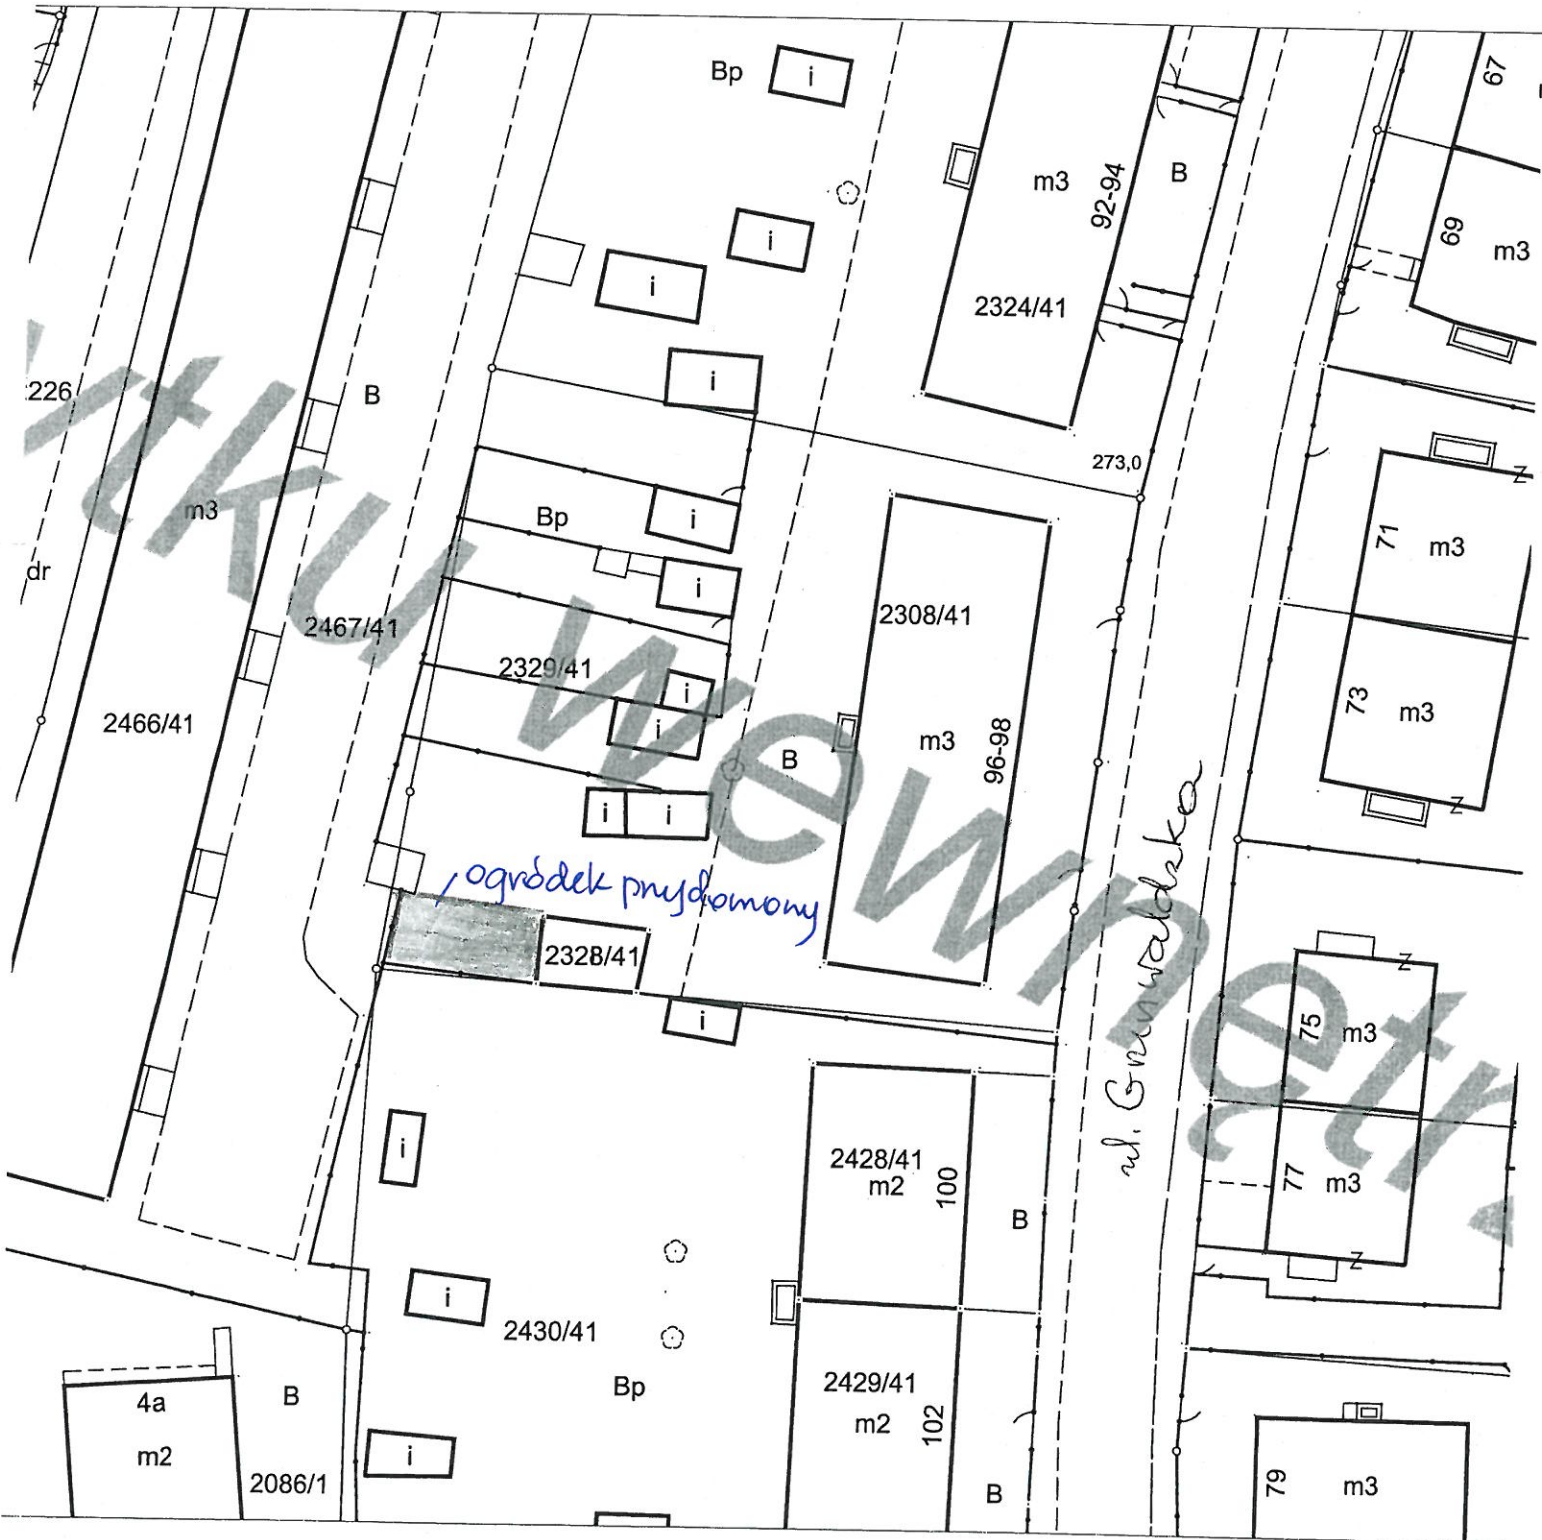 67
Bp
i
m3
92-94
B
69
m3
i
i
i
2324/41
i
226
B
273,0
m3
Bp
i
Z
71
m3
dr
i
2308/41
2467/41
2329/41
i
i
2466/41
m3
96-98
B
73
m3
i
i
Z
ogródek przydomowy
ul. Grunwaldzka
2328/41
Z
i
75
m3
i
2428/41
m2
100
B
77
m3
Z
i
2430/41
Bp
2429/41
m2
102
B
4a
m2
B
i
2086/1
79
m3
ytku wewnętrz